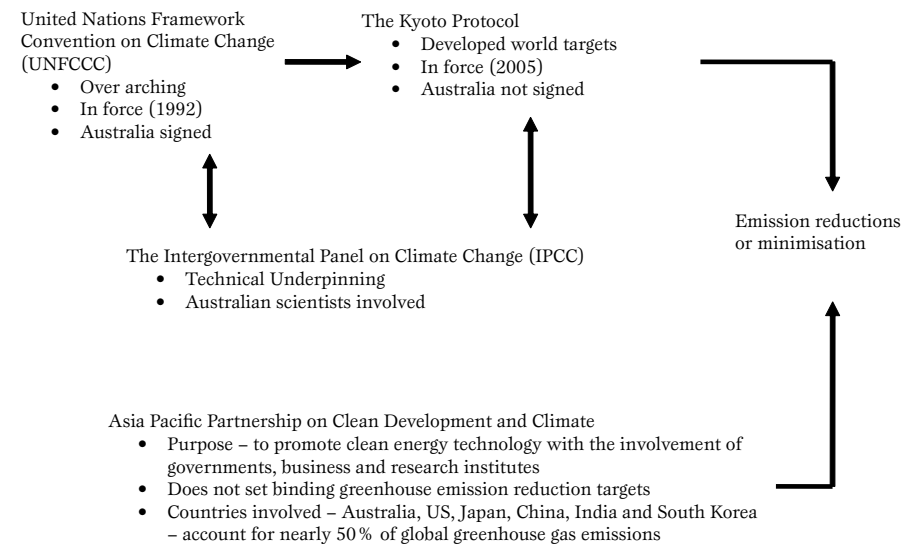 United Nations Framework
Convention on Climate Change
(UNFCCC)
• Over arching
• In force (1992)
• Australia signed
The Kyoto Protocol
• Developed world targets
• In force (2005)
• Australia not signed
Emission reductions
or minimisation
The Intergovernmental Panel on Climate Change (IPCC)
• Technical Underpinning
• Australian scientists involved
Asia Pacific Partnership on Clean Development and Climate
• Purpose – to promote clean energy technology with the involvement of
governments, business and research institutes
• Does not set binding greenhouse emission reduction targets
• Countries involved – Australia, US, Japan, China, India and South Korea
– account for nearly 50% of global greenhouse gas emissions